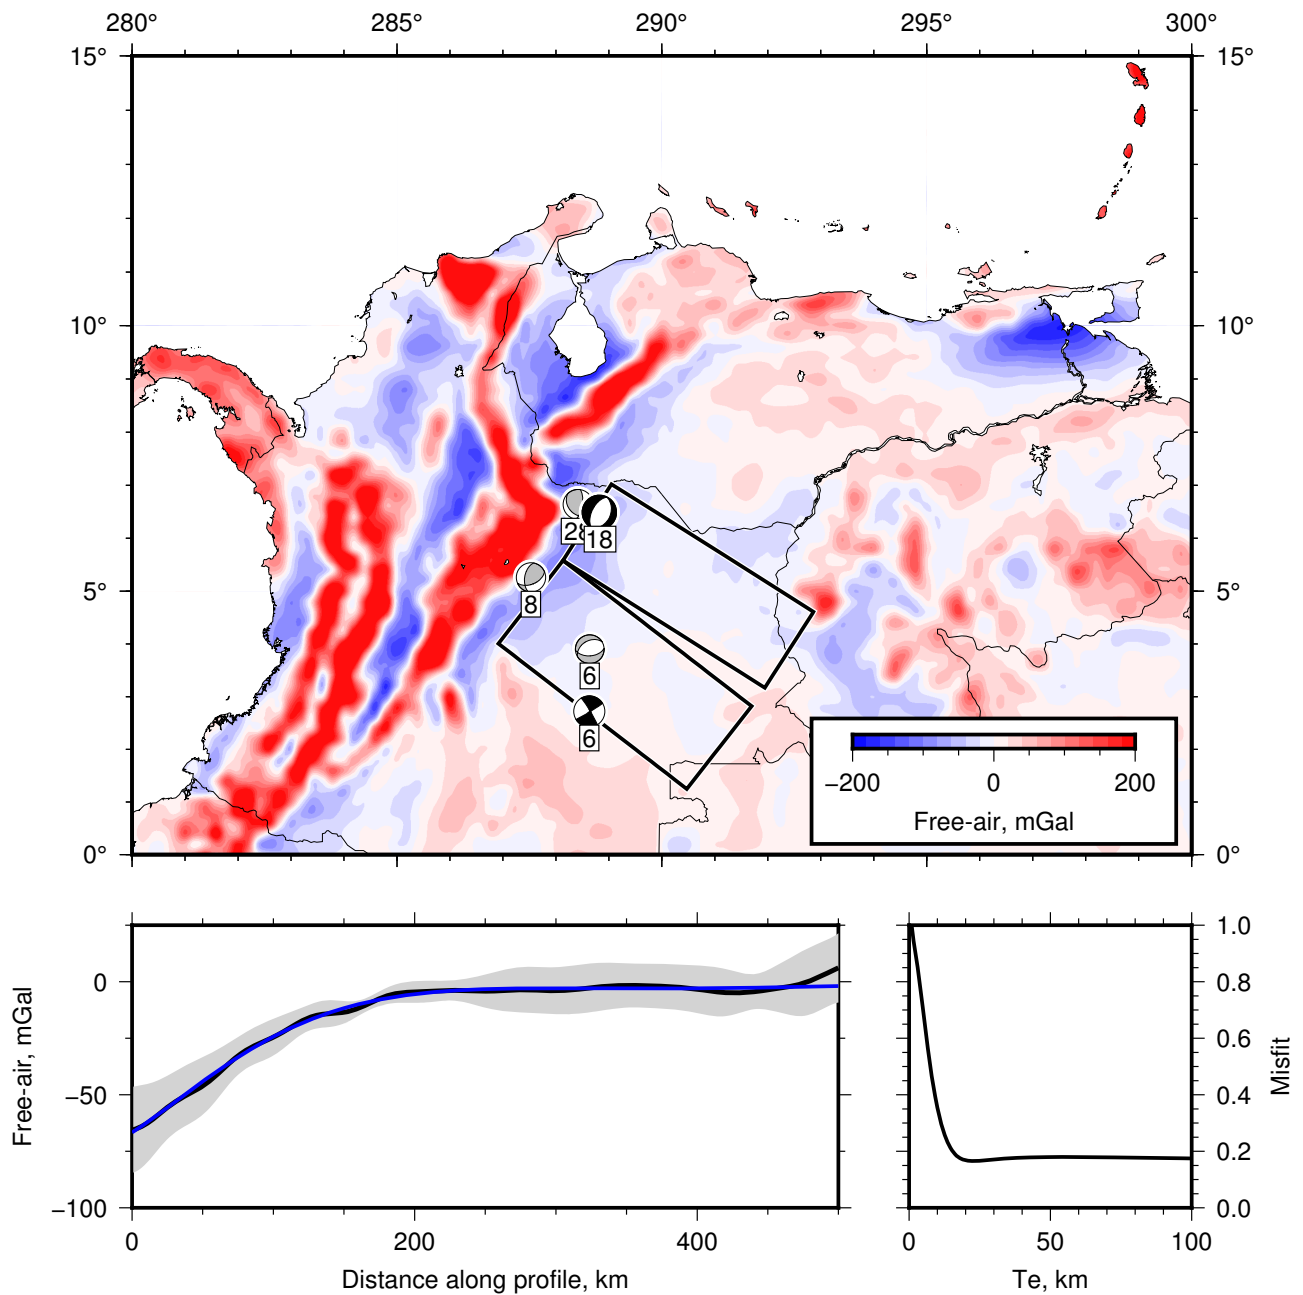 280° 285° 290° 295° 300°
15° 15°
10° 10°
28 18
5° 5°
8
6
6
−200 0 200
Free-air, mGal
0° 0°
Free-air, mGal
0
−50
−100
0 200 400
Distance along profile, km
1.0
0.8
0.6
0.4
0.2
0.0
Misfit
0 50 100
Te, km